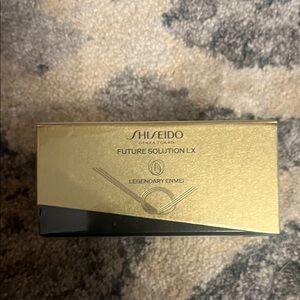 SHISEIDO
GINZA TOKYO
FUTURE SOLUTION LX
LEGENDARY ENMEI